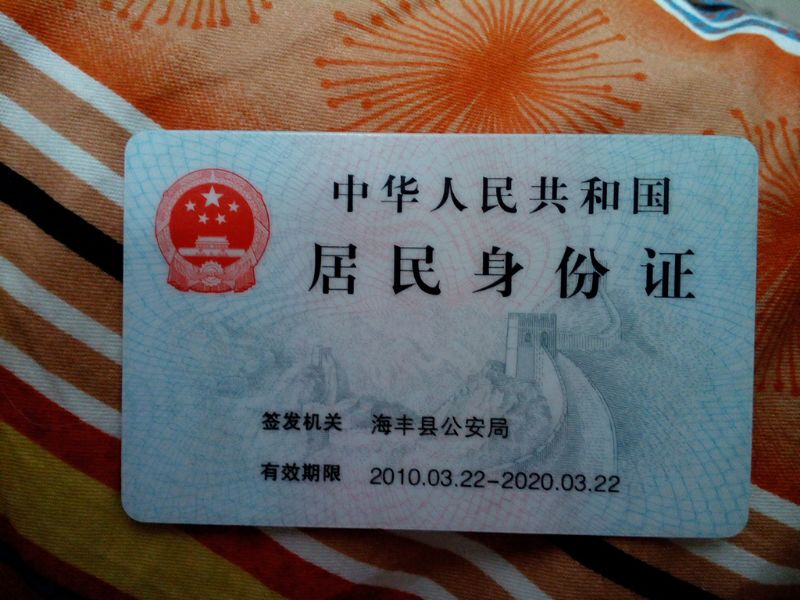 中华人民共和国
居民身份证
签发机关 海丰县公安局
有效期限 2010.03.22-2020.03.22